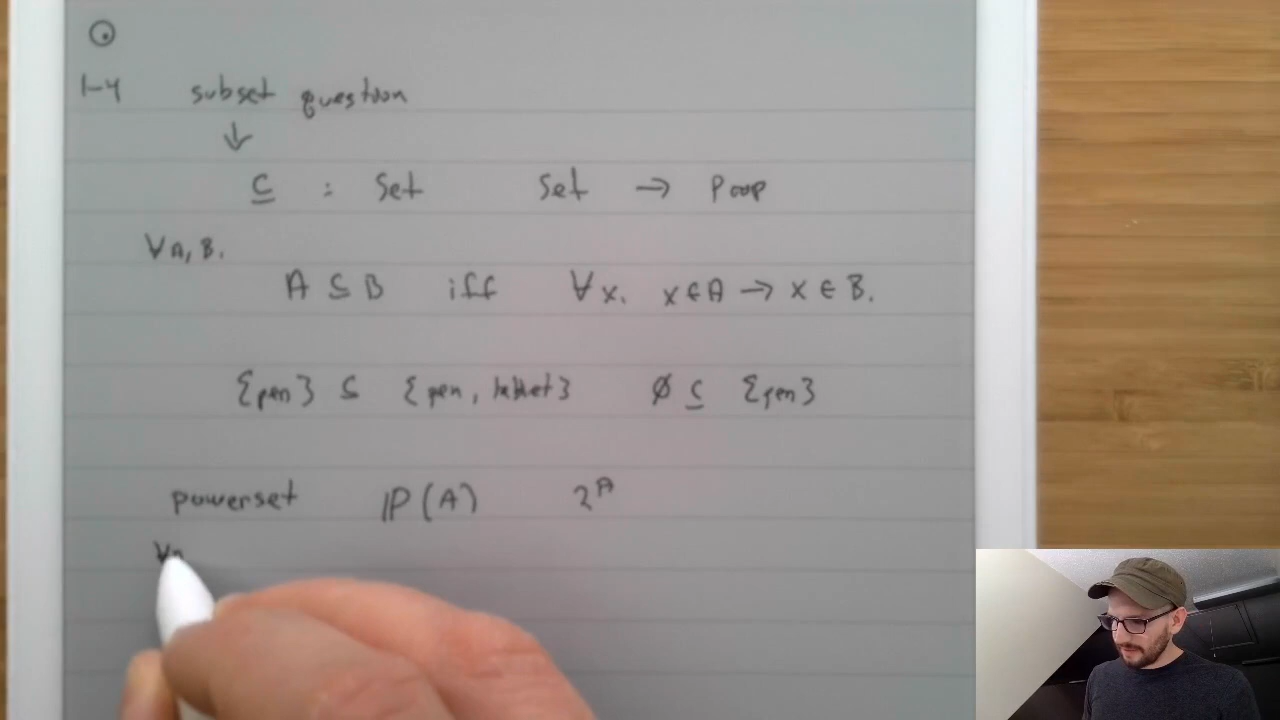 1-4 subset question
↓
⊆ : Set Set → Prop
∀A, B.
A ⊆ B iff ∀x. x∈A → x ∈ B.
{pen} ⊆ {pen, tablet} ∅ ⊆ {pen}
powerset ℙ(A) 2^A
∀